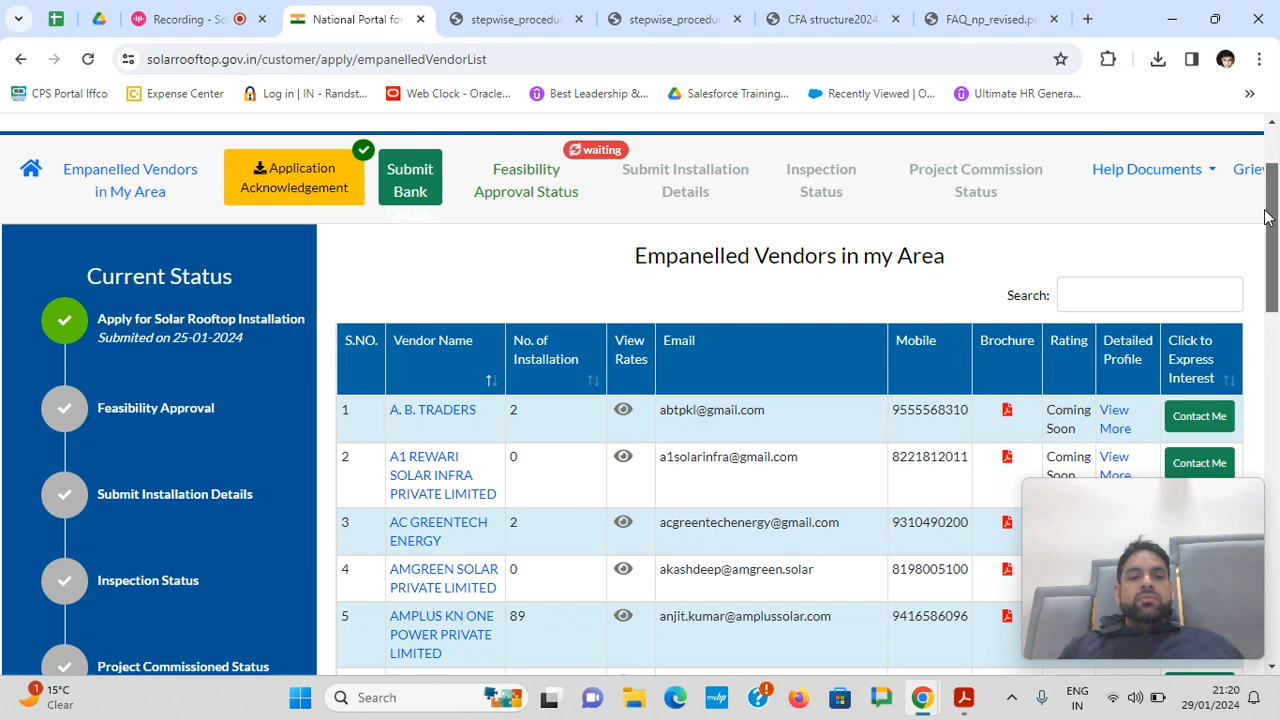 Recording - Sc
National Portal for
stepwise_procedu
stepwise_procedu
CFA structure2024
FAQ_np_revised.p
solarrooftop.gov.in/customer/apply/empanelledVendorList
CPS Portal Iffco
Expense Center
Log in | IN - Randst...
Web Clock - Oracle...
Best Leadership &...
Salesforce Training...
Recently Viewed | O...
Ultimate HR Genera...
Empanelled Vendors
in My Area
Application
Acknowledgement
Submit
Bank
Details
waiting
Feasibility
Approval Status
Submit Installation
Details
Inspection
Status
Project Commission
Status
Help Documents
Griev
Current Status
Apply for Solar Rooftop Installation
Submited on 25-01-2024
Feasibility Approval
Submit Installation Details
Inspection Status
Project Commissioned Status
Empanelled Vendors in my Area
Search:
S.NO. Vendor Name No. of Installation View Rates Email Mobile Brochure Rating Detailed Profile Click to Express Interest
1 A. B. TRADERS 2 abtpkl@gmail.com 9555568310 Coming Soon View More Contact Me
2 A1 REWARI SOLAR INFRA PRIVATE LIMITED 0 a1solarinfra@gmail.com 8221812011 Coming Soon View More Contact Me
3 AC GREENTECH ENERGY 2 acgreentechenergy@gmail.com 9310490200
4 AMGREEN SOLAR PRIVATE LIMITED 0 akashdeep@amgreen.solar 8198005100
5 AMPLUS KN ONE POWER PRIVATE LIMITED 89 anjit.kumar@amplussolar.com 9416586096
1
15°C
Clear
Search
ENG
IN
21:20
29/01/2024